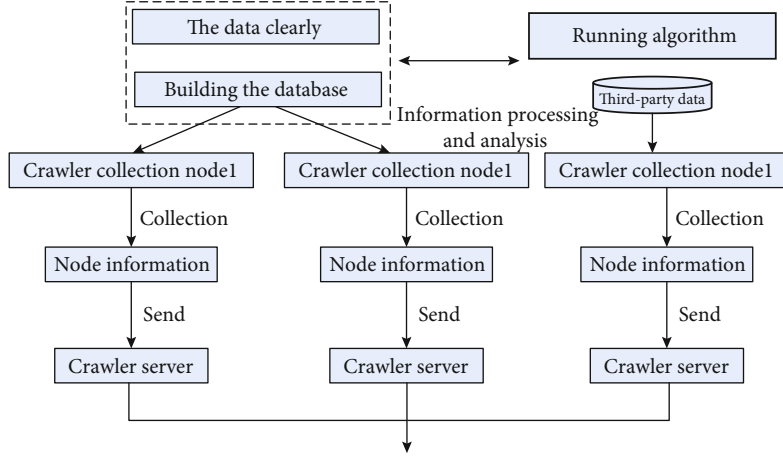 The data clearly
Running algorithm
Building the database
Third-party data
Information processing
and analysis
Crawler collection node1
Crawler collection node1
Crawler collection node1
Collection
Collection
Collection
Node information
Node information
Node information
Send
Send
Send
Crawler server
Crawler server
Crawler server